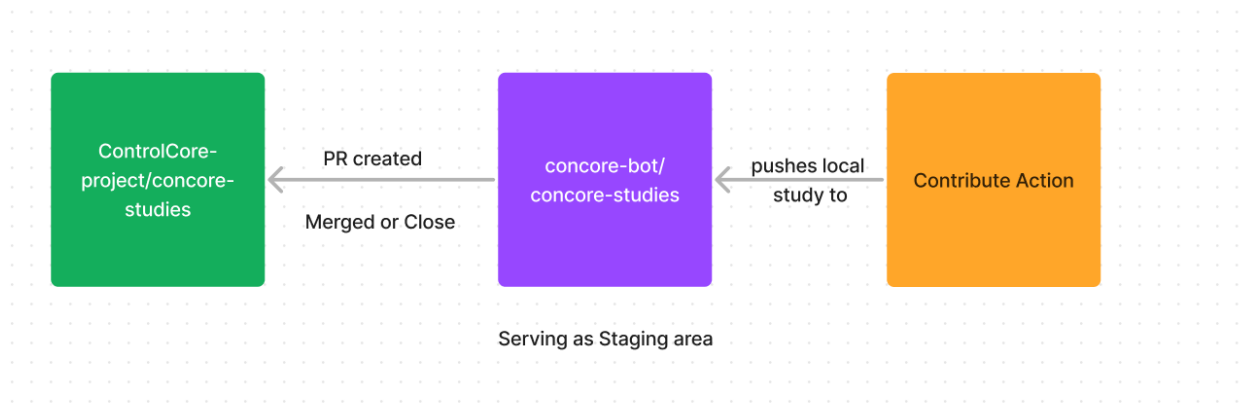 ControlCore-
project/concore-
studies
PR created
Merged or Close
concore-bot/
concore-studies
pushes local
study to
Contribute Action
Serving as Staging area